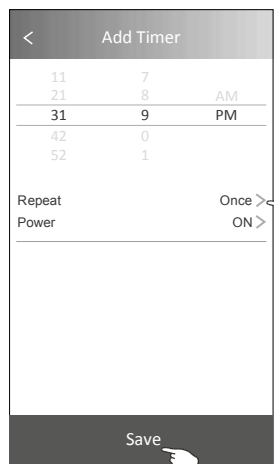 < Add Timer
11 7
21 8 AM
31 9 PM
42 0
52 1
Repeat Once >
Power ON >
Save